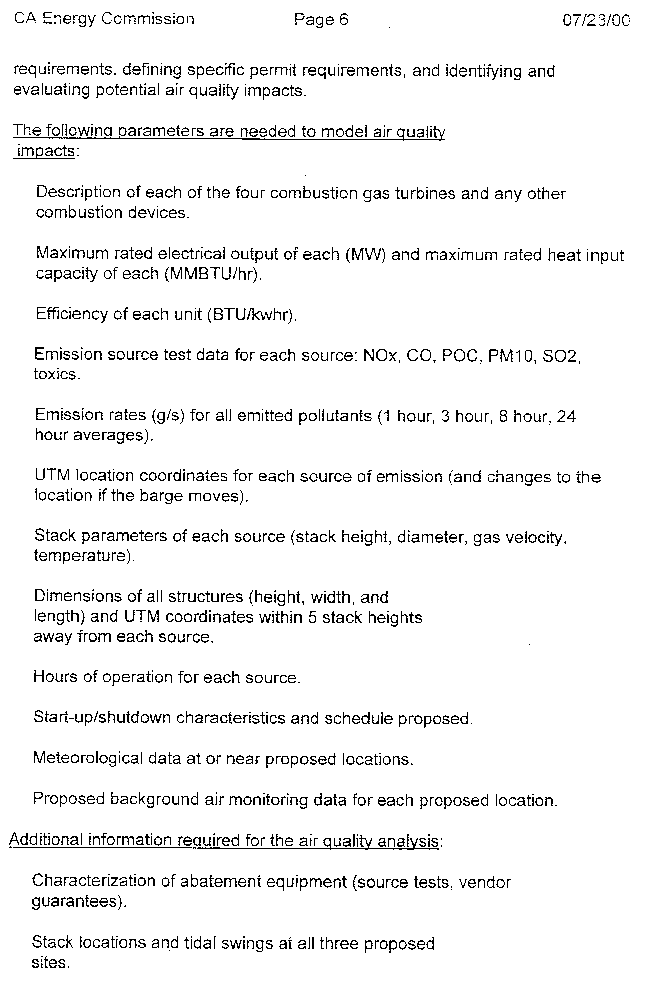 CA Energy Commission Page 6 07/23/00
requirements, defining specific permit requirements, and identifying and
evaluating potential air quality impacts.
The following parameters are needed to model air quality
impacts:
Description of each of the four combustion gas turbines and any other
combustion devices.
Maximum rated electrical output of each (MW) and maximum rated heat input
capacity of each (MMBTU/hr).
Efficiency of each unit (BTU/kwhr).
Emission source test data for each source: NOx, CO, POC, PM10, SO2,
toxics.
Emission rates (g/s) for all emitted pollutants (1 hour, 3 hour, 8 hour, 24
hour averages).
UTM location coordinates for each source of emission (and changes to the
location if the barge moves).
Stack parameters of each source (stack height, diameter, gas velocity,
temperature).
Dimensions of all structures (height, width, and
length) and UTM coordinates within 5 stack heights
away from each source.
Hours of operation for each source.
Start-up/shutdown characteristics and schedule proposed.
Meteorological data at or near proposed locations.
Proposed background air monitoring data for each proposed location.
Additional information required for the air quality analysis:
Characterization of abatement equipment (source tests, vendor
guarantees).
Stack locations and tidal swings at all three proposed
sites.